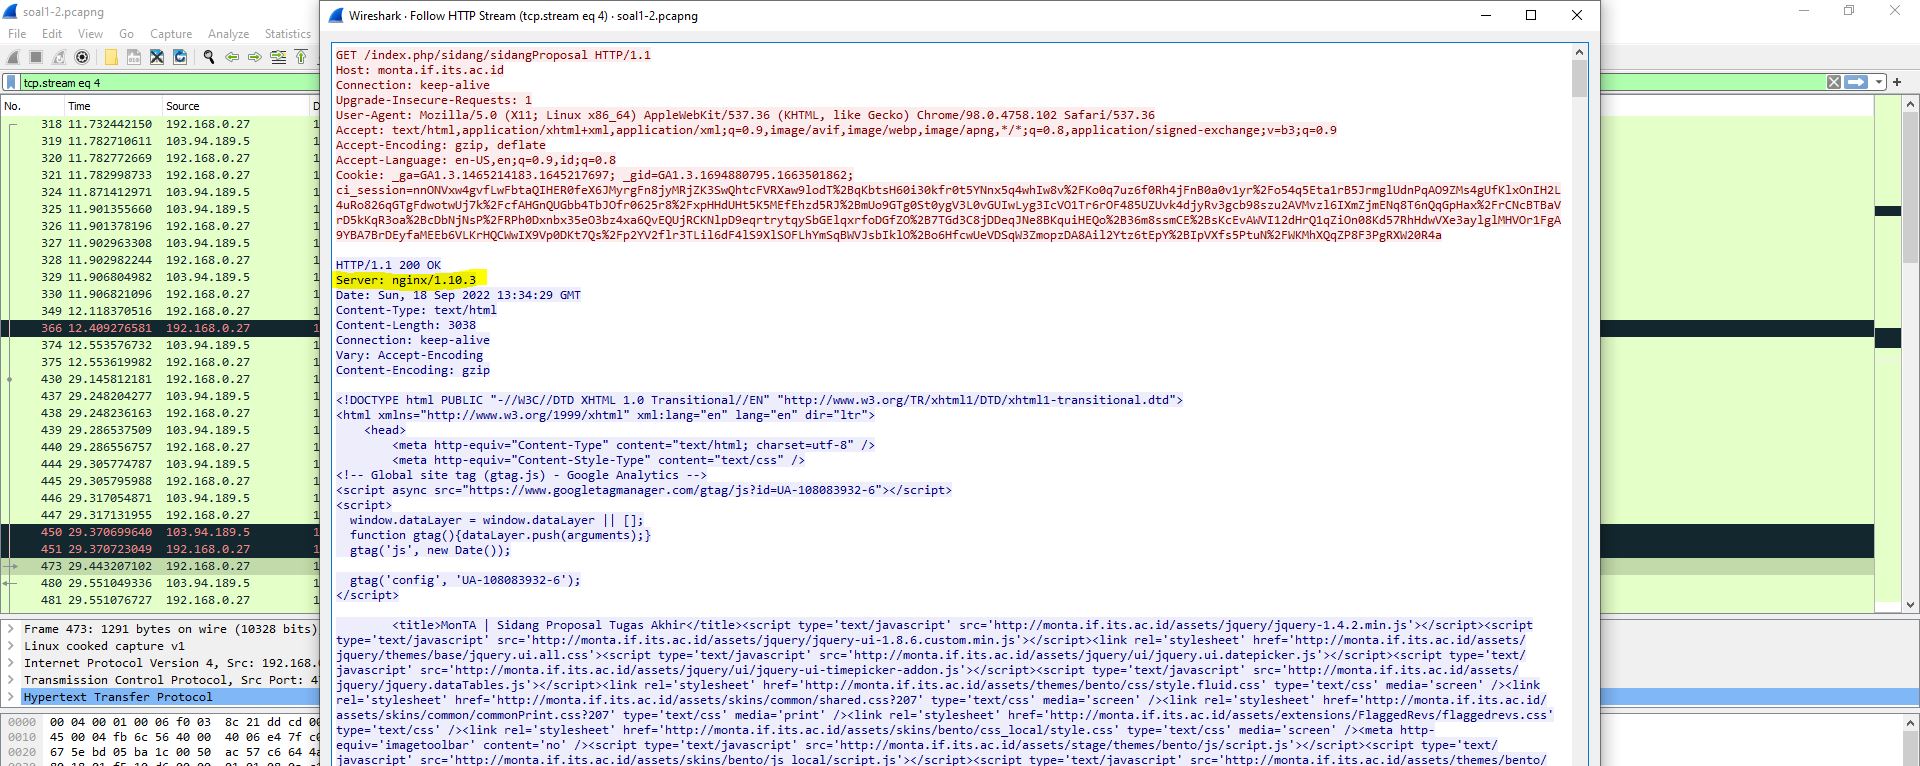 soal1-2.pcapng
File Edit View Go Capture Analyze Statistics
tcp.stream eq 4
No. Time Source D
318 11.732442150 192.168.0.27 1
319 11.782710611 103.94.189.5 1
320 11.782772669 192.168.0.27 1
321 11.782998733 192.168.0.27 1
324 11.871412971 103.94.189.5 1
325 11.901355660 103.94.189.5 1
326 11.901378196 192.168.0.27 1
327 11.902963308 103.94.189.5 1
328 11.902982244 192.168.0.27 1
329 11.906804982 103.94.189.5 1
330 11.906821096 192.168.0.27 1
349 12.118370516 192.168.0.27 1
366 12.409276581 192.168.0.27 1
374 12.553576732 103.94.189.5 1
375 12.553619982 192.168.0.27 1
430 29.145812181 192.168.0.27 1
437 29.248204277 103.94.189.5 1
438 29.248236163 192.168.0.27 1
439 29.286537509 103.94.189.5 1
440 29.286556757 192.168.0.27 1
444 29.305774787 103.94.189.5 1
445 29.305795988 192.168.0.27 1
446 29.317054871 103.94.189.5 1
447 29.317131955 192.168.0.27 1
450 29.370699640 103.94.189.5 1
451 29.370723049 192.168.0.27 1
473 29.443207102 192.168.0.27 1
480 29.551049336 103.94.189.5 1
481 29.551076727 192.168.0.27 1
Frame 473: 1291 bytes on wire (10328 bits)
Linux cooked capture v1
Internet Protocol Version 4, Src: 192.168.
Transmission Control Protocol, Src Port: 4
Hypertext Transfer Protocol
0000 00 04 00 01 00 06 f0 03 8c 21 dd cd 00
0010 45 00 04 fb 6c 56 40 00 40 06 e4 7f c0
0020 67 5e bd 05 ba 1c 00 50 ac 57 c6 64 4a
Wireshark · Follow HTTP Stream (tcp.stream eq 4) · soal1-2.pcapng
GET /index.php/sidang/sidangProposal HTTP/1.1
Host: monta.if.its.ac.id
Connection: keep-alive
Upgrade-Insecure-Requests: 1
User-Agent: Mozilla/5.0 (X11; Linux x86_64) AppleWebKit/537.36 (KHTML, like Gecko) Chrome/98.0.4758.102 Safari/537.36
Accept: text/html,application/xhtml+xml,application/xml;q=0.9,image/avif,image/webp,image/apng,*/*;q=0.8,application/signed-exchange;v=b3;q=0.9
Accept-Encoding: gzip, deflate
Accept-Language: en-US,en;q=0.9,id;q=0.8
Cookie: _ga=GA1.3.1465214183.1645217697; _gid=GA1.3.1694880795.1663501862;
ci_session=nnONVxw4gvfLwFbtaQIHER0feX6JMyrgFn8jyMRjZK3SwQhtcFVRXaw9lodT%2BqKbtsH60i30kfr0t5YNnx5q4whIw8v%2FKo0q7uz6f0Rh4jFnB0a0v1yr%2Fo54q5Eta1rB5JrmglUdnPqAO9ZMs4gUfKlxOnIH2L
4uRo826qGTgrFdwotwUj7k%2FcfAHGnQUGbb4TbJOfr0625r8%2FxpHHdUHt5K5MEfEhzd5RJ%2BmUo9GTg0St0ygV3L0vGUIwLyg3IcVO1Tr6rOF485UZUvk4djyRv3gcb98szu2AVMvzl6IXmZjmENq8T6nQqGpHax%2FrCNcBTBaV
rD5kKqR3oa%2BcDbNjNsP%2FRPh0Dxnbx35eO3bz4xa6QvEQUjRCKNlpD9eqrtrytqySbGElqxrfoDGfZO%2B7TGd3C8jDDeqJNe8BKquiHEQo%2B36m8ssmCE%2BsKcEvAWVI12dHrQ1qZiOn08Kd57RhHdwVXe3aylglMHVOr1FgA
9YBA7BrDEyfaMEEb6VLKrHQCWwIX9Vp0DKt7Qs%2Fp2YV2flr3TLil6dF4lS9XlSOFLhYmSqBWVJsbIklO%2Bo6HfcwUeVDSqW3ZmopzDA8Ail2Ytz6tEpY%2BIpVXfs5PtuN%2FWKMhXQqZP8F3PgRXW20R4a
HTTP/1.1 200 OK
Server: nginx/1.10.3
Date: Sun, 18 Sep 2022 13:34:29 GMT
Content-Type: text/html
Content-Length: 3038
Connection: keep-alive
Vary: Accept-Encoding
Content-Encoding: gzip
<!DOCTYPE html PUBLIC "-//W3C//DTD XHTML 1.0 Transitional//EN" "http://www.w3.org/TR/xhtml1/DTD/xhtml1-transitional.dtd">
<html xmlns="http://www.w3.org/1999/xhtml" xml:lang="en" lang="en" dir="ltr">
<head>
<meta http-equiv="Content-Type" content="text/html; charset=utf-8" />
<meta http-equiv="Content-Style-Type" content="text/css" />
<!-- Global site tag (gtag.js) - Google Analytics -->
<script async src="https://www.googletagmanager.com/gtag/js?id=UA-108083932-6"></script>
<script>
window.dataLayer = window.dataLayer || [];
function gtag(){dataLayer.push(arguments);}
gtag('js', new Date());
gtag('config', 'UA-108083932-6');
</script>
<title>MonTA | Sidang Proposal Tugas Akhir</title><script type='text/javascript' src='http://monta.if.its.ac.id/assets/jquery/jquery-1.4.2.min.js'></script><script
type='text/javascript' src='http://monta.if.its.ac.id/assets/jquery/jquery-ui-1.8.6.custom.min.js'></script><link rel='stylesheet' href='http://monta.if.its.ac.id/assets/
jquery/themes/base/jquery.ui.all.css'><script type='text/javascript' src='http://monta.if.its.ac.id/assets/jquery/ui/jquery.ui.datepicker.js'></script><script type='text/
javascript' src='http://monta.if.its.ac.id/assets/jquery/ui/jquery-ui-timepicker-addon.js'></script><script type='text/javascript' src='http://monta.if.its.ac.id/assets/
jquery/jquery.dataTables.js'></script><link rel='stylesheet' href='http://monta.if.its.ac.id/assets/themes/bento/css/style.fluid.css' type='text/css' media='screen' /><link
rel='stylesheet' href='http://monta.if.its.ac.id/assets/skins/common/shared.css?207' type='text/css' media='screen' /><link rel='stylesheet' href='http://monta.if.its.ac.id/
assets/skins/common/commonPrint.css?207' type='text/css' media='print' /><link rel='stylesheet' href='http://monta.if.its.ac.id/assets/extensions/FlaggedRevs/flaggedrevs.css'
type='text/css' /><link rel='stylesheet' href='http://monta.if.its.ac.id/assets/skins/bento/css_local/style.css' type='text/css' media='screen' /><meta http-
equiv='imagetoolbar' content='no' /><script type='text/javascript' src='http://monta.if.its.ac.id/assets/stage/themes/bento/js/script.js'></script><script type='text/
javascript' src='http://monta.if.its.ac.id/assets/skins/bento/js_local/script.js'></script><script type='text/javascript' src='http://monta.if.its.ac.id/assets/themes/bento/